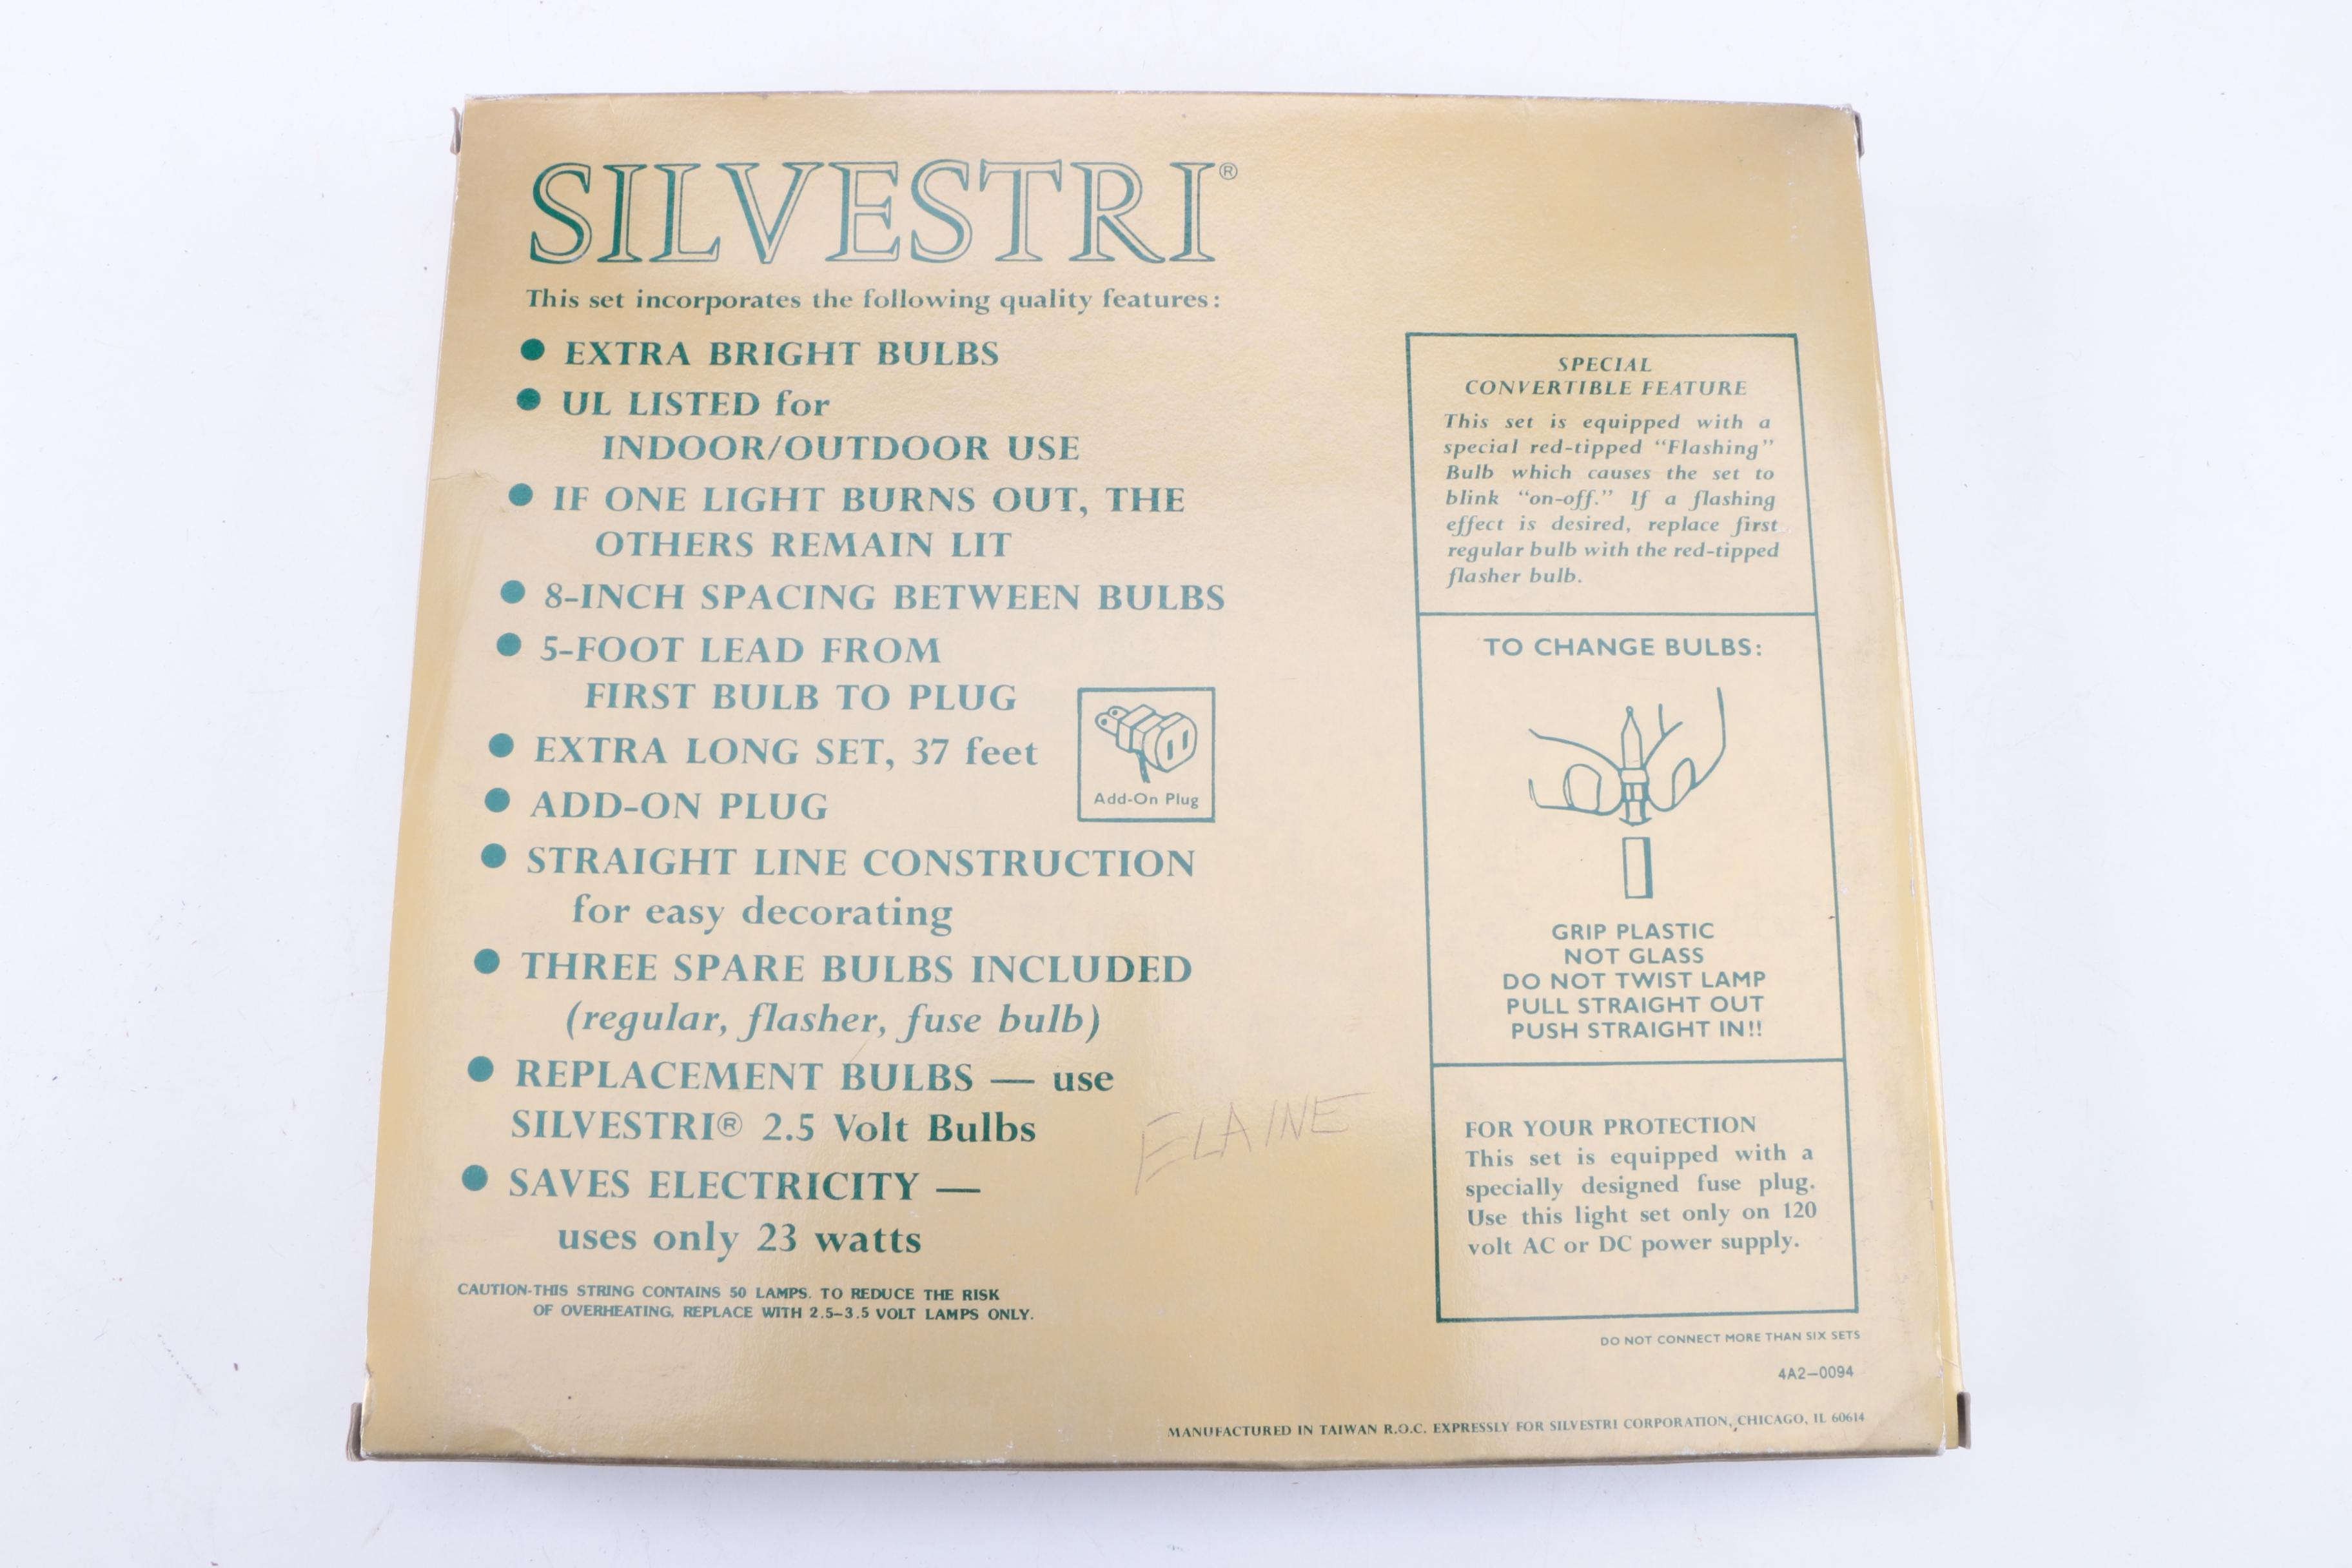 SILVESTRI®
This set incorporates the following quality features:
● EXTRA BRIGHT BULBS
● UL LISTED for
INDOOR/OUTDOOR USE
● IF ONE LIGHT BURNS OUT, THE
OTHERS REMAIN LIT
● 8-INCH SPACING BETWEEN BULBS
● 5-FOOT LEAD FROM
FIRST BULB TO PLUG
● EXTRA LONG SET, 37 feet
● ADD-ON PLUG
Add-On Plug
● STRAIGHT LINE CONSTRUCTION
for easy decorating
● THREE SPARE BULBS INCLUDED
(regular, flasher, fuse bulb)
● REPLACEMENT BULBS — use
SILVESTRI® 2.5 Volt Bulbs
● SAVES ELECTRICITY —
uses only 23 watts
ELAINE
CAUTION-THIS STRING CONTAINS 50 LAMPS. TO REDUCE THE RISK
OF OVERHEATING, REPLACE WITH 2.5-3.5 VOLT LAMPS ONLY.
SPECIAL
CONVERTIBLE FEATURE
This set is equipped with a
special red-tipped "Flashing"
Bulb which causes the set to
blink "on-off." If a flashing
effect is desired, replace first
regular bulb with the red-tipped
flasher bulb.
TO CHANGE BULBS:
GRIP PLASTIC
NOT GLASS
DO NOT TWIST LAMP
PULL STRAIGHT OUT
PUSH STRAIGHT IN!!
FOR YOUR PROTECTION
This set is equipped with a
specially designed fuse plug.
Use this light set only on 120
volt AC or DC power supply.
DO NOT CONNECT MORE THAN SIX SETS
4A2-0094
MANUFACTURED IN TAIWAN R.O.C. EXPRESSLY FOR SILVESTRI CORPORATION, CHICAGO, IL 60614